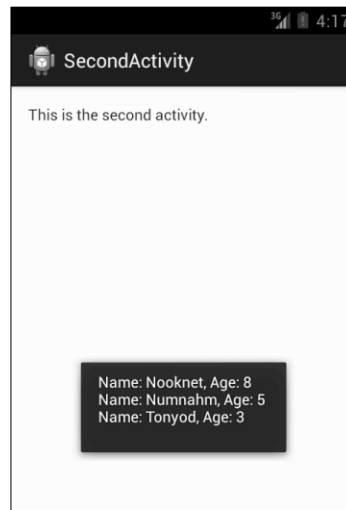 3G 4:17
SecondActivity
This is the second activity.
Name: Nooknet, Age: 8
Name: Numnahm, Age: 5
Name: Tonyod, Age: 3